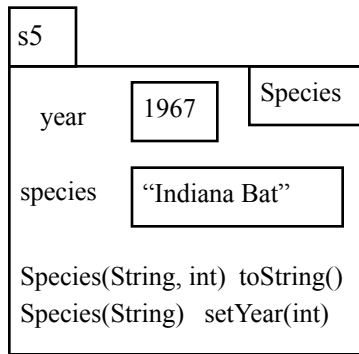 s5
Species
year 1967
species “Indiana Bat”
Species(String, int) toString()
Species(String) setYear(int)